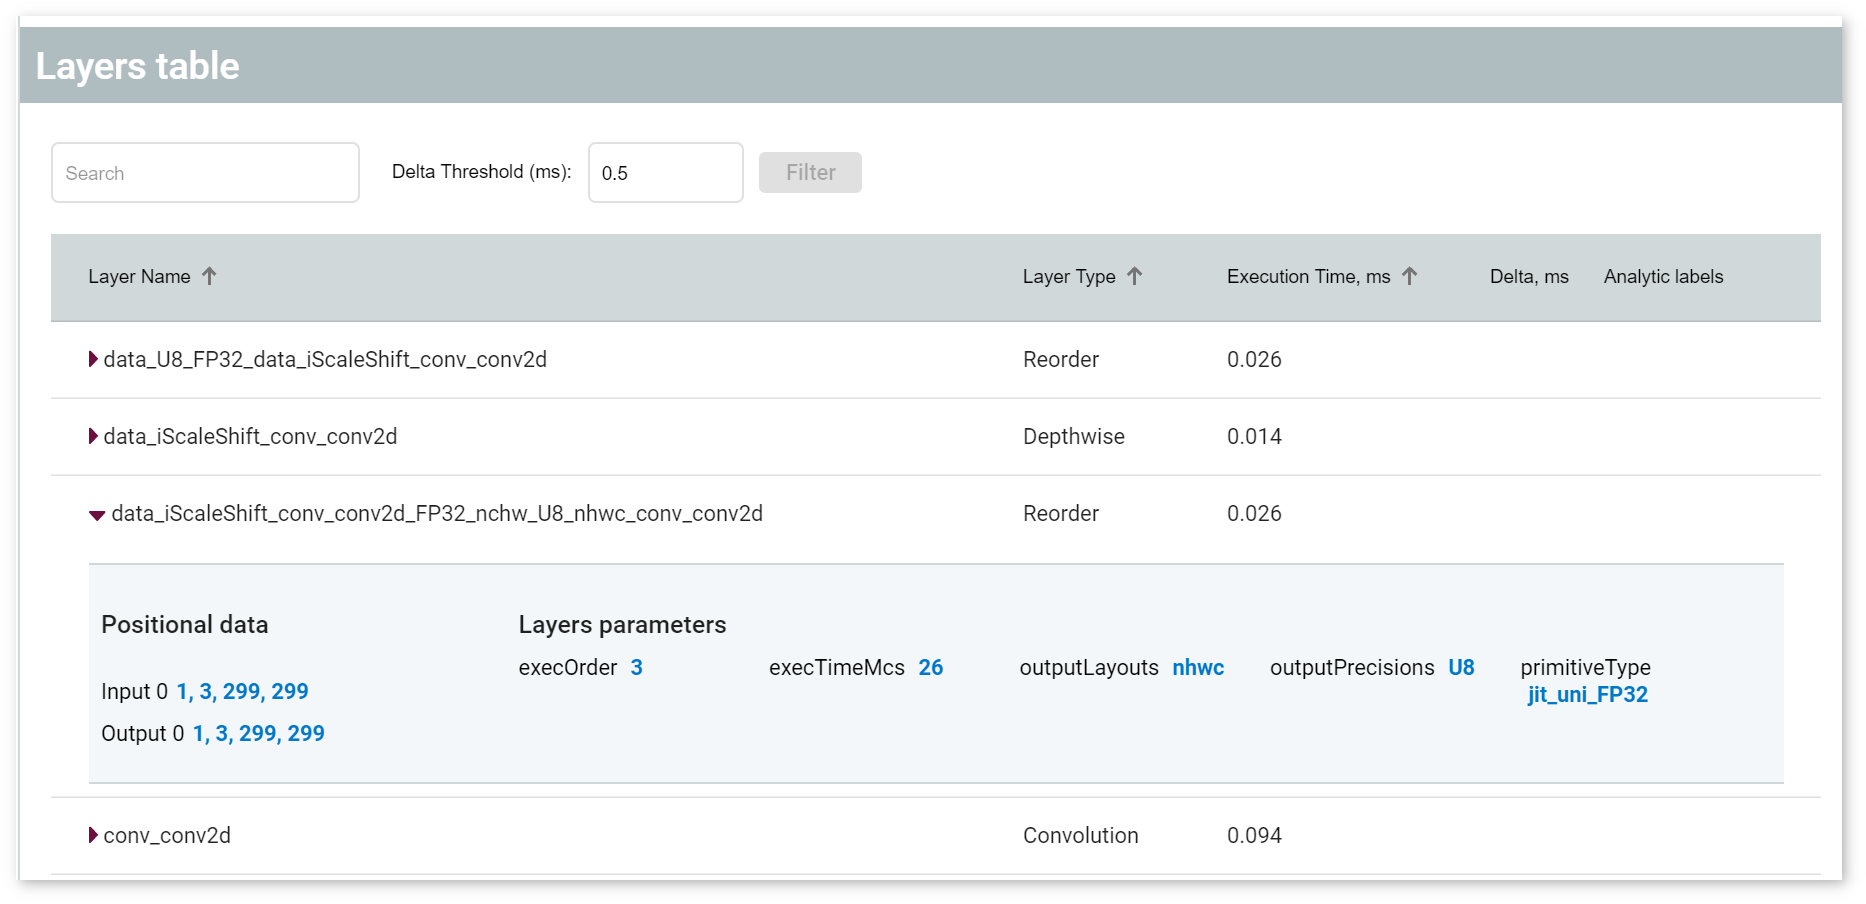 Layers table
Search Delta Threshold (ms): 0.5 Filter
Layer Name Layer Type Execution Time, ms Delta, ms Analytic labels
data_U8_FP32_data_iScaleShift_conv_conv2d Reorder 0.026
data_iScaleShift_conv_conv2d Depthwise 0.014
data_iScaleShift_conv_conv2d_FP32_nchw_U8_nhwc_conv_conv2d Reorder 0.026
Positional data Layers parameters
execOrder 3 execTimeMcs 26 outputLayouts nhwc outputPrecisions U8 primitiveType
Input 0 1, 3, 299, 299 jit_uni_FP32
Output 0 1, 3, 299, 299
conv_conv2d Convolution 0.094